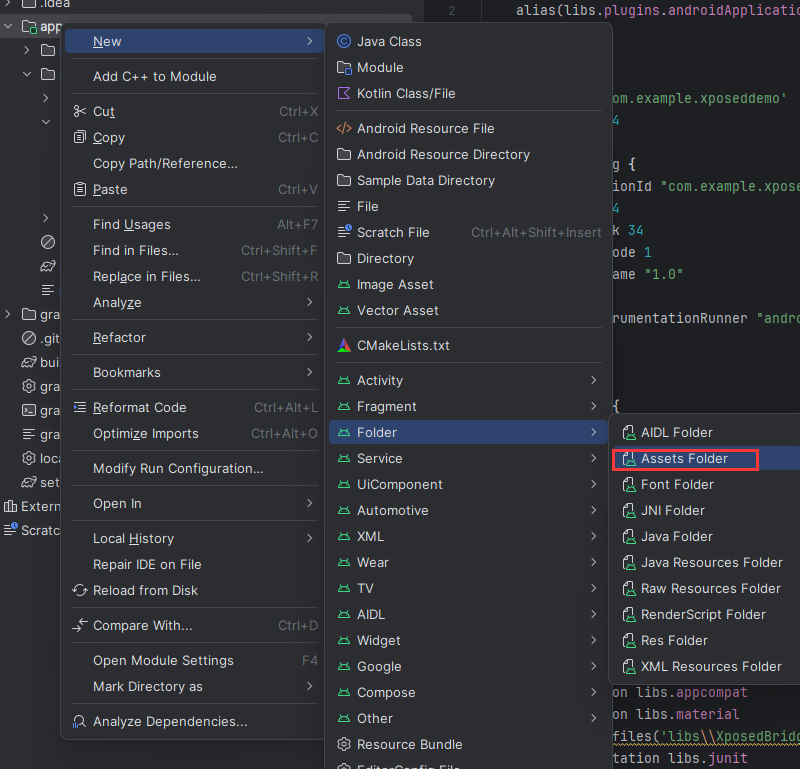 .idea
app
gra
.git
bui
gra
gra
gra
loca
set
Extern
Scratc
New
Add C++ to Module
Cut Ctrl+X
Copy Ctrl+C
Copy Path/Reference...
Paste Ctrl+V
Find Usages Alt+F7
Find in Files... Ctrl+Shift+F
Replace in Files... Ctrl+Shift+R
Analyze
Refactor
Bookmarks
Reformat Code Ctrl+Alt+L
Optimize Imports Ctrl+Alt+O
Modify Run Configuration...
Open In
Local History
Repair IDE on File
Reload from Disk
Compare With... Ctrl+D
Open Module Settings F4
Mark Directory as
Analyze Dependencies...
Java Class
Module
Kotlin Class/File
Android Resource File
Android Resource Directory
Sample Data Directory
File
Scratch File Ctrl+Alt+Shift+Insert
Directory
Image Asset
Vector Asset
CMakeLists.txt
Activity
Fragment
Folder
Service
UiComponent
Automotive
XML
Wear
TV
AIDL
Widget
Google
Compose
Other
Resource Bundle
EditorConfig File
AIDL Folder
Assets Folder
Font Folder
JNI Folder
Java Folder
Java Resources Folder
Raw Resources Folder
RenderScript Folder
Res Folder
XML Resources Folder
2 alias(libs.plugins.androidApplicatio
om.example.xposeddemo'
4
g {
ionId "com.example.xpose
4
k 34
ode 1
ame "1.0"
rumentationRunner "andro
{
on libs.appcompat
on libs.material
files('libs\\XposedBridg
tation libs.junit